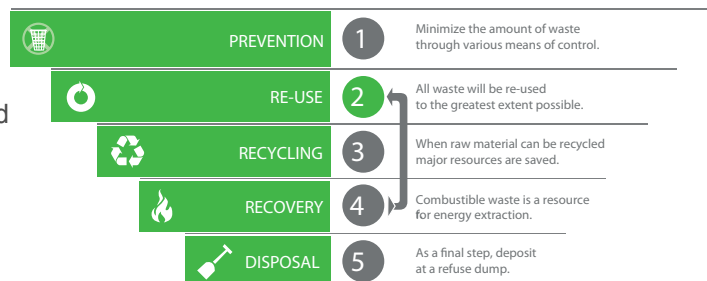 PREVENTION 1 Minimize the amount of waste
through various means of control.
RE-USE 2 All waste will be re-used
to the greatest extent possible.
d
RECYCLING 3 When raw material can be recycled
major resources are saved.
RECOVERY 4 Combustible waste is a resource
for energy extraction.
DISPOSAL 5 As a final step, deposit
at a refuse dump.